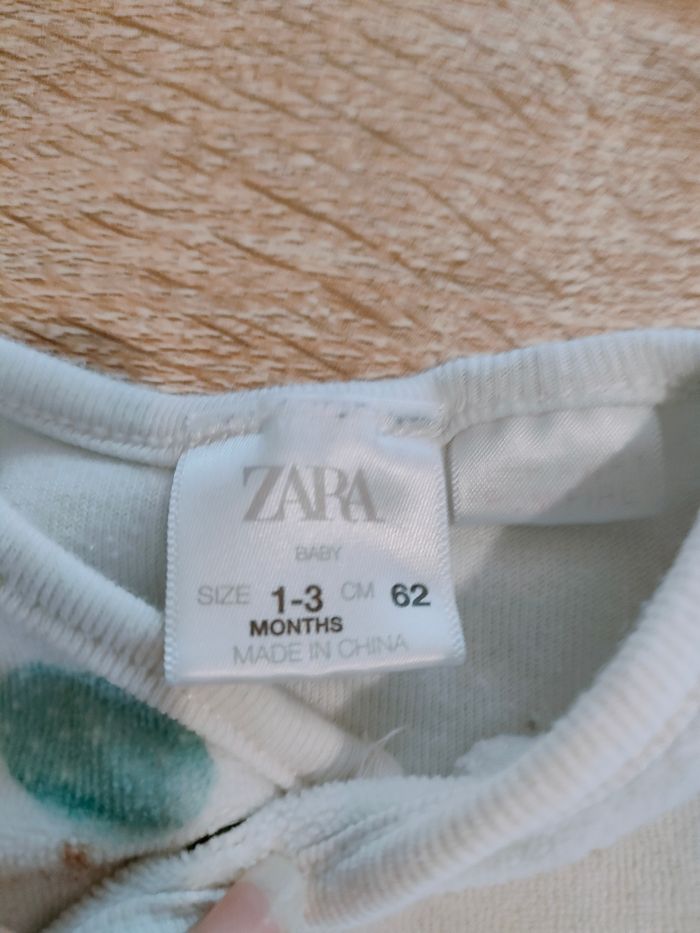 ZARA
BABY
SIZE 1-3 CM 62
MONTHS
MADE IN CHINA